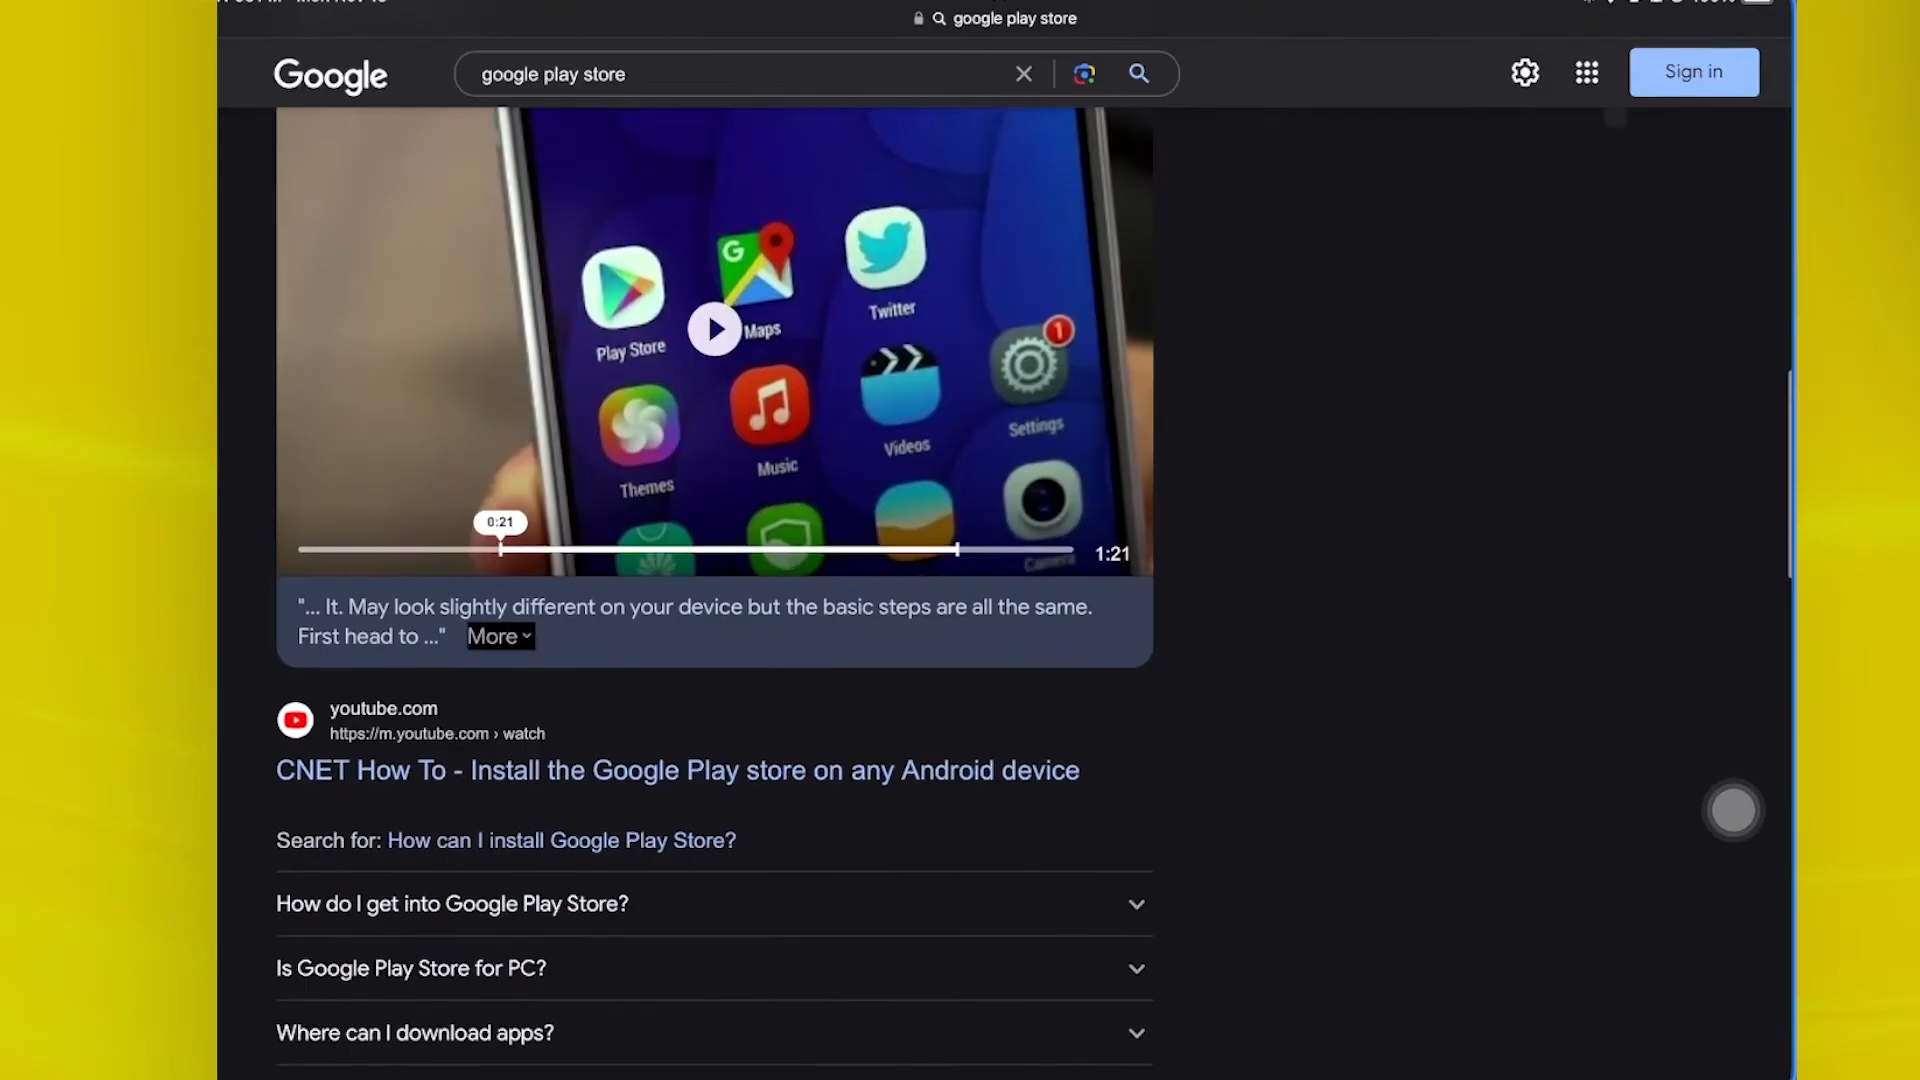 google play store
Google
google play store
Sign in
Play Store
Maps
Twitter
Themes
Music
Videos
Settings
1
Camera
0:21
1:21
"... It. May look slightly different on your device but the basic steps are all the same.
First head to ..." More
youtube.com
https://m.youtube.com › watch
CNET How To - Install the Google Play store on any Android device
Search for: How can I install Google Play Store?
How do I get into Google Play Store?
Is Google Play Store for PC?
Where can I download apps?